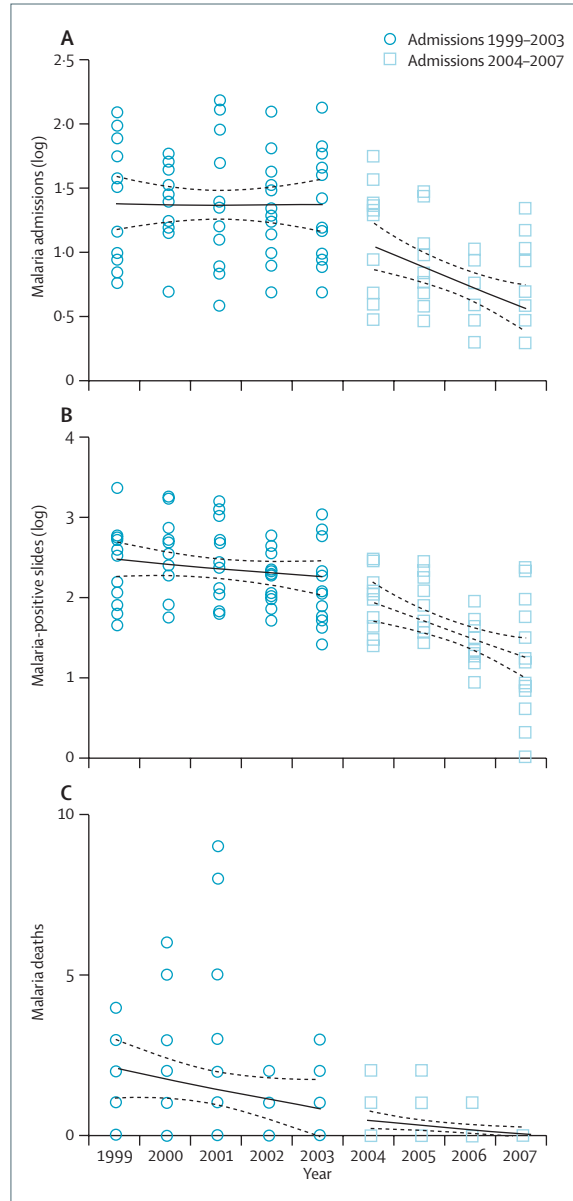 A
Admissions 1999–2003
Admissions 2004–2007
2·5
2·0
1·5
1·0
0·5
0
Malaria admissions (log)
B
4
3
2
1
0
Malaria-positive slides (log)
C
10
5
0
Malaria deaths
1999 2000 2001 2002 2003 2004 2005 2006 2007
Year